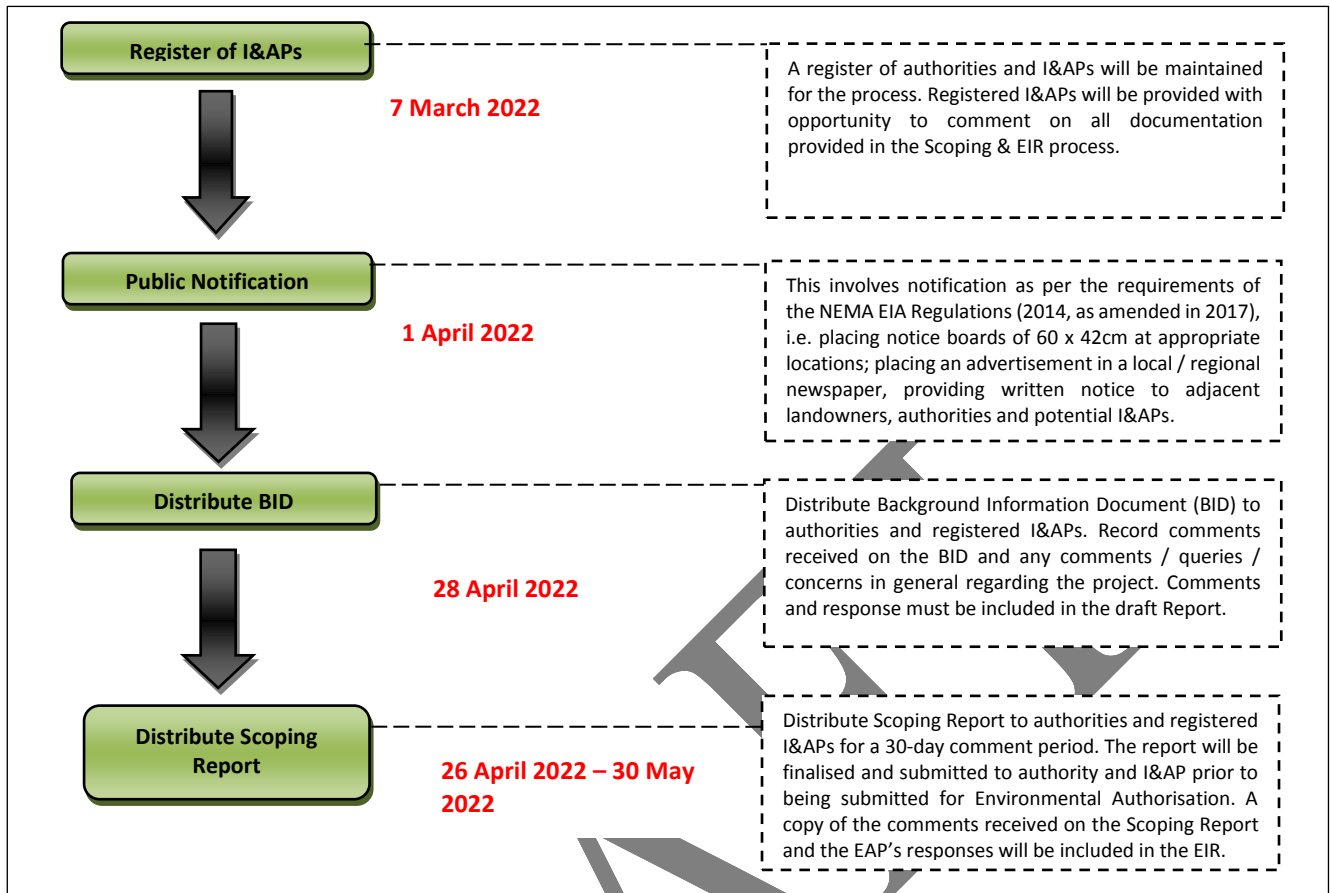 Register of I&APs
A register of authorities and I&APs will be maintained
for the process. Registered I&APs will be provided with
opportunity to comment on all documentation
provided in the Scoping & EIR process.
7 March 2022
Public Notification
This involves notification as per the requirements of
the NEMA EIA Regulations (2014, as amended in 2017),
i.e. placing notice boards of 60 x 42cm at appropriate
locations; placing an advertisement in a local / regional
newspaper, providing written notice to adjacent
landowners, authorities and potential I&APs.
1 April 2022
Distribute BID
Distribute Background Information Document (BID) to
authorities and registered I&APs. Record comments
received on the BID and any comments / queries /
concerns in general regarding the project. Comments
and response must be included in the draft Report.
28 April 2022
Distribute Scoping
Report
Distribute Scoping Report to authorities and registered
I&APs for a 30-day comment period. The report will be
finalised and submitted to authority and I&AP prior to
being submitted for Environmental Authorisation. A
copy of the comments received on the Scoping Report
and the EAP’s responses will be included in the EIR.
26 April 2022 – 30 May
2022